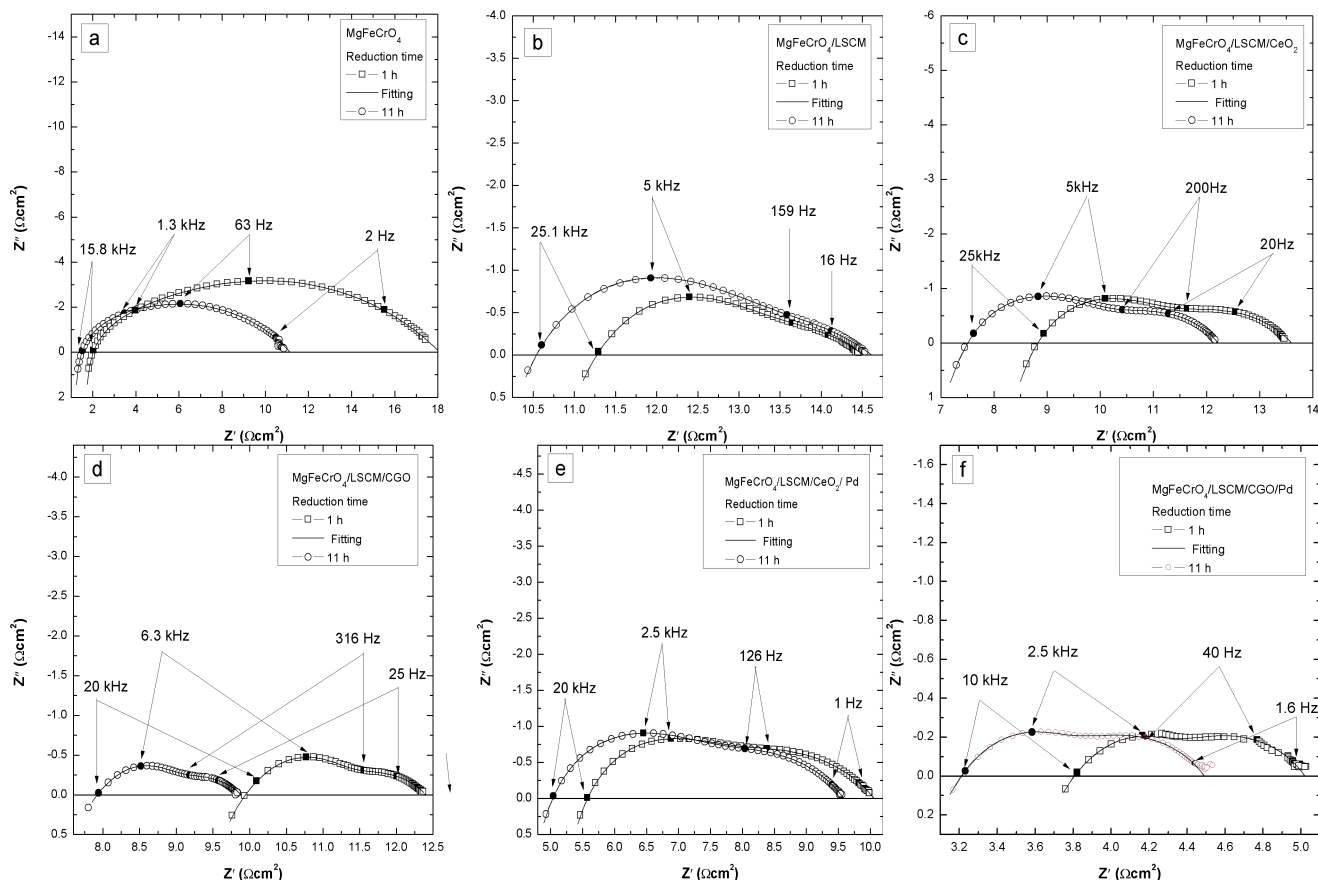 a
MgFeCrO4
Reduction time
1 h
Fitting
11 h
-14
-12
-10
-8
-6
-4
-2
0
2
Z'' (Ωcm2)
15.8 kHz
1.3 kHz
63 Hz
2 Hz
2 4 6 8 10 12 14 16 18
Z' (Ωcm2)
b
MgFeCrO4/LSCM
Reduction time
1 h
Fitting
11 h
-4.0
-3.5
-3.0
-2.5
-2.0
-1.5
-1.0
-0.5
0.0
0.5
Z'' (Ωcm2)
25.1 kHz
5 kHz
159 Hz
16 Hz
10.5 11.0 11.5 12.0 12.5 13.0 13.5 14.0 14.5
Z' (Ωcm2)
c
MgFeCrO4/LSCM/CeO2
Reduction time
1 h
Fitting
11 h
-6
-5
-4
-3
-2
-1
0
1
Z'' (Ωcm2)
25kHz
5kHz
200Hz
20Hz
7 8 9 10 11 12 13 14
Z' (Ωcm2)
d
MgFeCrO4/LSCM/CGO
Reduction time
1 h
Fitting
11 h
-4.0
-3.5
-3.0
-2.5
-2.0
-1.5
-1.0
-0.5
0.0
0.5
Z'' (Ωcm2)
20 kHz
6.3 kHz
316 Hz
25 Hz
8.0 8.5 9.0 9.5 10.0 10.5 11.0 11.5 12.0 12.5
Z' (Ωcm2)
e
MgFeCrO4/LSCM/CeO2/ Pd
Reduction time
1 h
Fitting
11 h
-4.5
-4.0
-3.5
-3.0
-2.5
-2.0
-1.5
-1.0
-0.5
0.0
0.5
Z'' (Ωcm2)
20 kHz
2.5 kHz
126 Hz
1 Hz
5.0 5.5 6.0 6.5 7.0 7.5 8.0 8.5 9.0 9.5 10.0
Z' (Ωcm2)
f
MgFeCrO4/LSCM/CGO/Pd
Reduction time
1 h
Fitting
11 h
-1.6
-1.4
-1.2
-1.0
-0.8
-0.6
-0.4
-0.2
0.0
0.2
Z'' (Ωcm2)
10 kHz
2.5 kHz
40 Hz
1.6 Hz
3.2 3.4 3.6 3.8 4.0 4.2 4.4 4.6 4.8 5.0
Z' (Ωcm2)